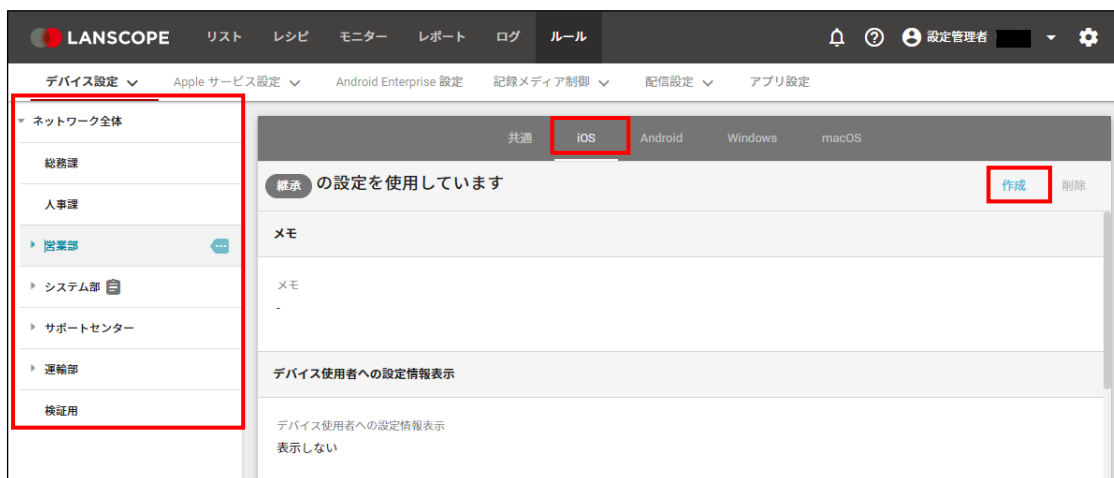 LANSCOPE リスト レシピ モニター レポート ログ ルール 設定管理者
デバイス設定 Apple サービス設定 Android Enterprise 設定 記録メディア制御 配信設定 アプリ設定
ネットワーク全体
総務課
人事課
営業部
システム部
サポートセンター
運輸部
検証用
共通 iOS Android Windows macOS
継承 の設定を使用しています 作成 削除
メモ
メモ
-
デバイス使用者への設定情報表示
デバイス使用者への設定情報表示
表示しない